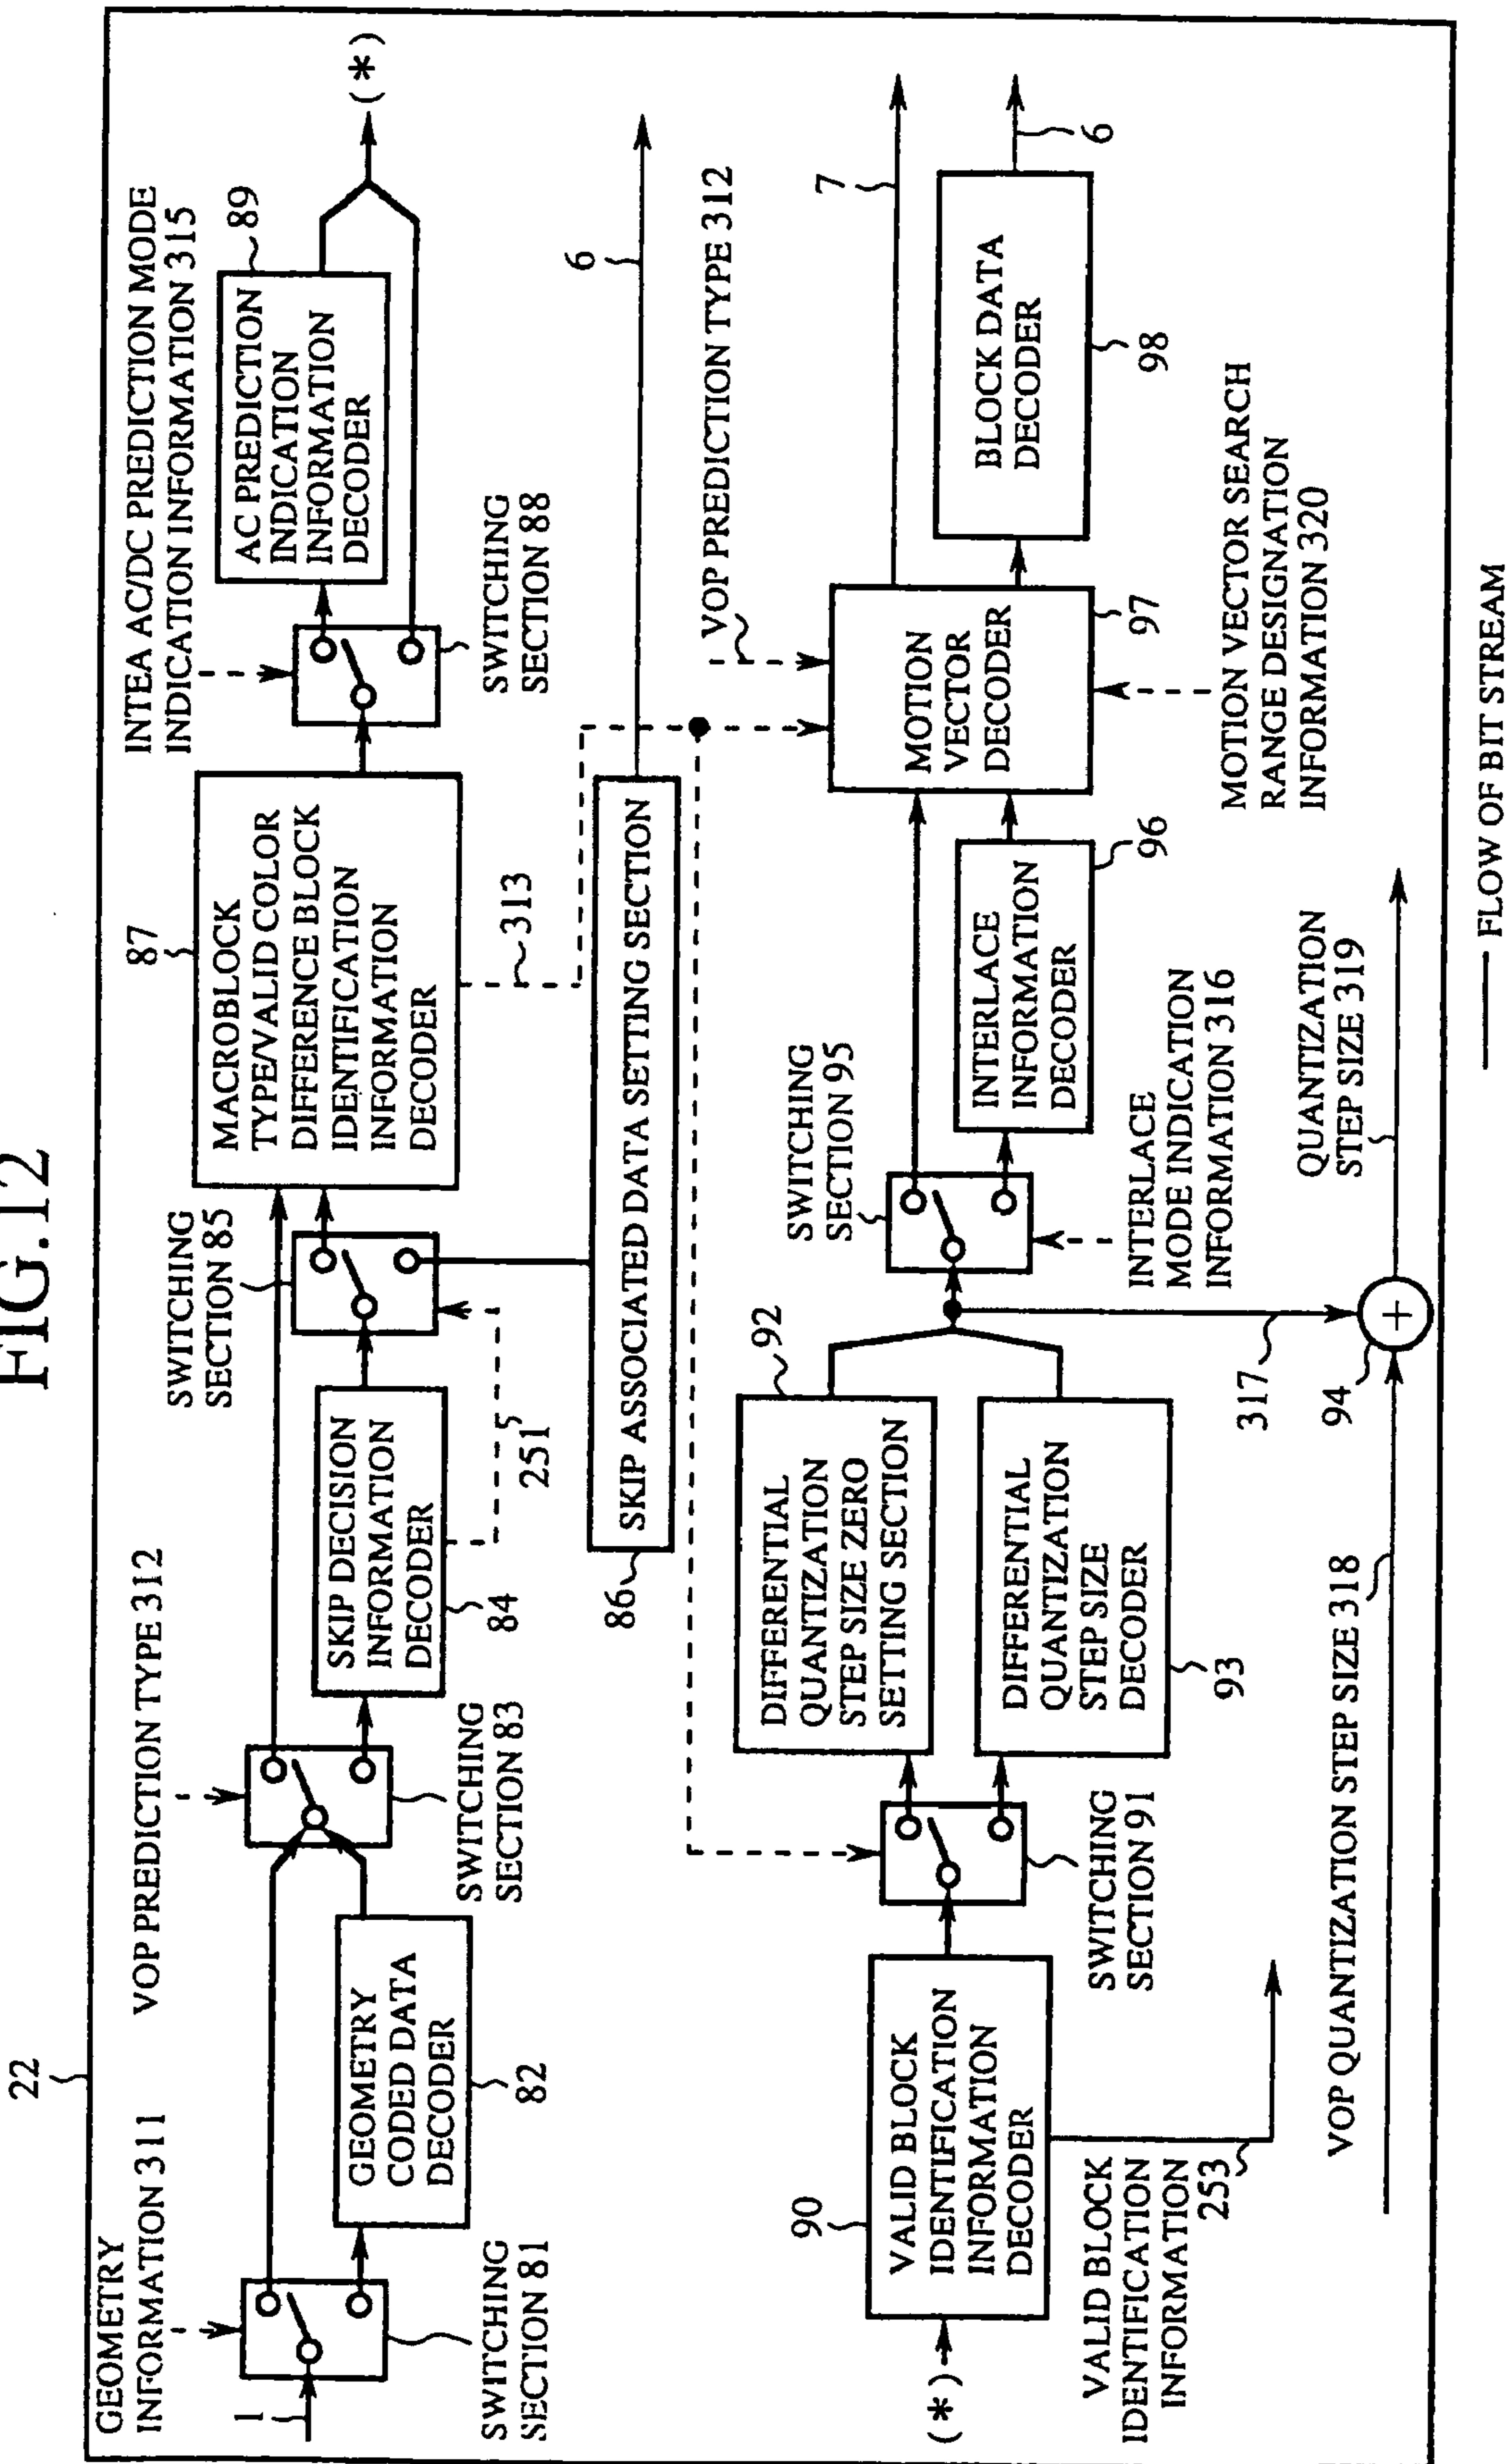 FIG.12
22
GEOMETRY
INFORMATION 311
1
SWITCHING
SECTION 81
GEOMETRY
CODED DATA
DECODER
82
VOP PREDICTION TYPE 312
SWITCHING
SECTION 83
SKIP DECISION
INFORMATION
DECODER
84
251
SWITCHING
SECTION 85
86
SKIP ASSOCIATED DATA SETTING SECTION
6
87
MACROBLOCK
TYPE/VALID COLOR
DIFFERENCE BLOCK
IDENTIFICATION
INFORMATION
DECODER
313
INTEA AC/DC PREDICTION MODE
INDICATION INFORMATION 315
SWITCHING
SECTION 88
AC PREDICTION
INDICATION
INFORMATION
DECODER
89
(*)
(*)
90
VALID BLOCK
IDENTIFICATION
INFORMATION
DECODER
VALID BLOCK
IDENTIFICATION
INFORMATION
253
SWITCHING
SECTION 91
DIFFERENTIAL
QUANTIZATION
STEP SIZE ZERO
SETTING SECTION
92
DIFFERENTIAL
QUANTIZATION
STEP SIZE
DECODER
93
317
94
+
VOP QUANTIZATION STEP SIZE 318
QUANTIZATION
STEP SIZE 319
SWITCHING
SECTION 95
INTERLACE
MODE INDICATION
INFORMATION 316
INTERLACE
INFORMATION
DECODER
96
VOP PREDICTION TYPE 312
MOTION
VECTOR
DECODER
97
MOTION VECTOR SEARCH
RANGE DESIGNATION
INFORMATION 320
7
BLOCK DATA
DECODER
98
6
FLOW OF BIT STREAM